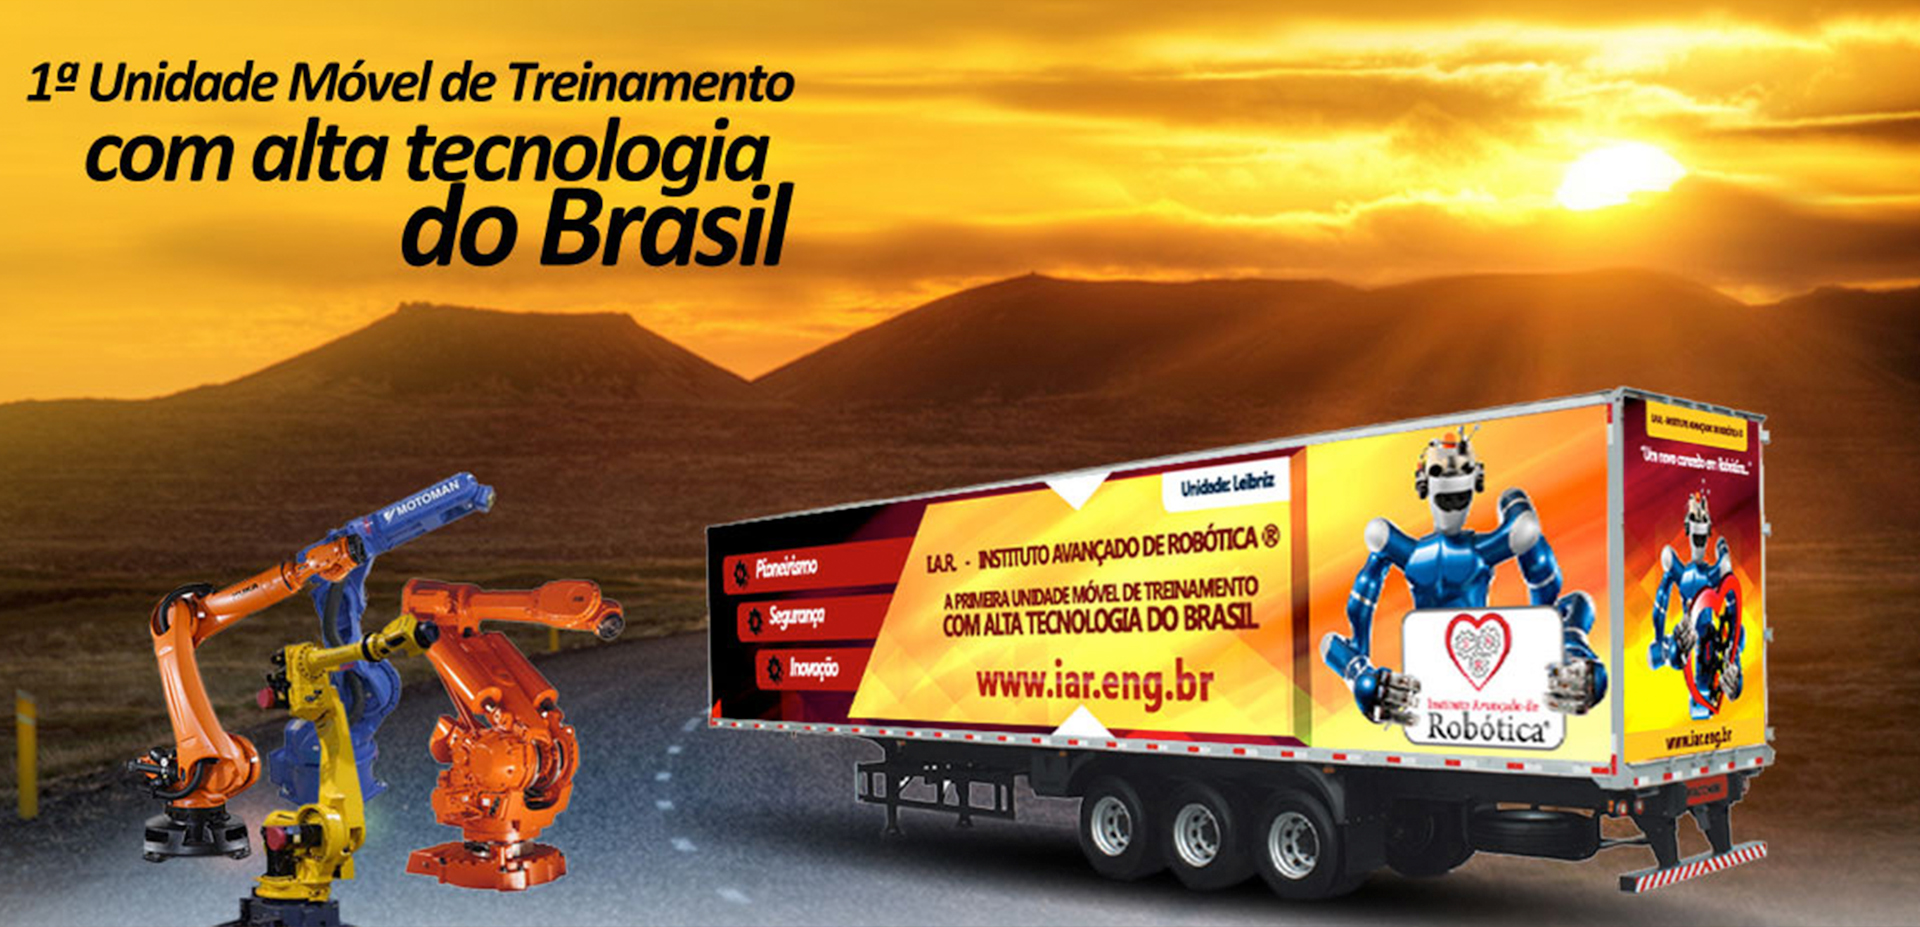 1ª Unidade Móvel de Treinamento
com alta tecnologia
do Brasil
MOTOMAN
Unidade: Leibniz
Pioneirismo
Segurança
Inovação
I.A.R. - INSTITUTO AVANÇADO DE ROBÓTICA ®
A PRIMEIRA UNIDADE MÓVEL DE TREINAMENTO
COM ALTA TECNOLOGIA DO BRASIL
www.iar.eng.br
Instituto Avançado de
Robótica®
I.A.R. - INSTITUTO AVANÇADO DE ROBÓTICA ®
"Um novo conceito em Robótica..."
www.iar.eng.br